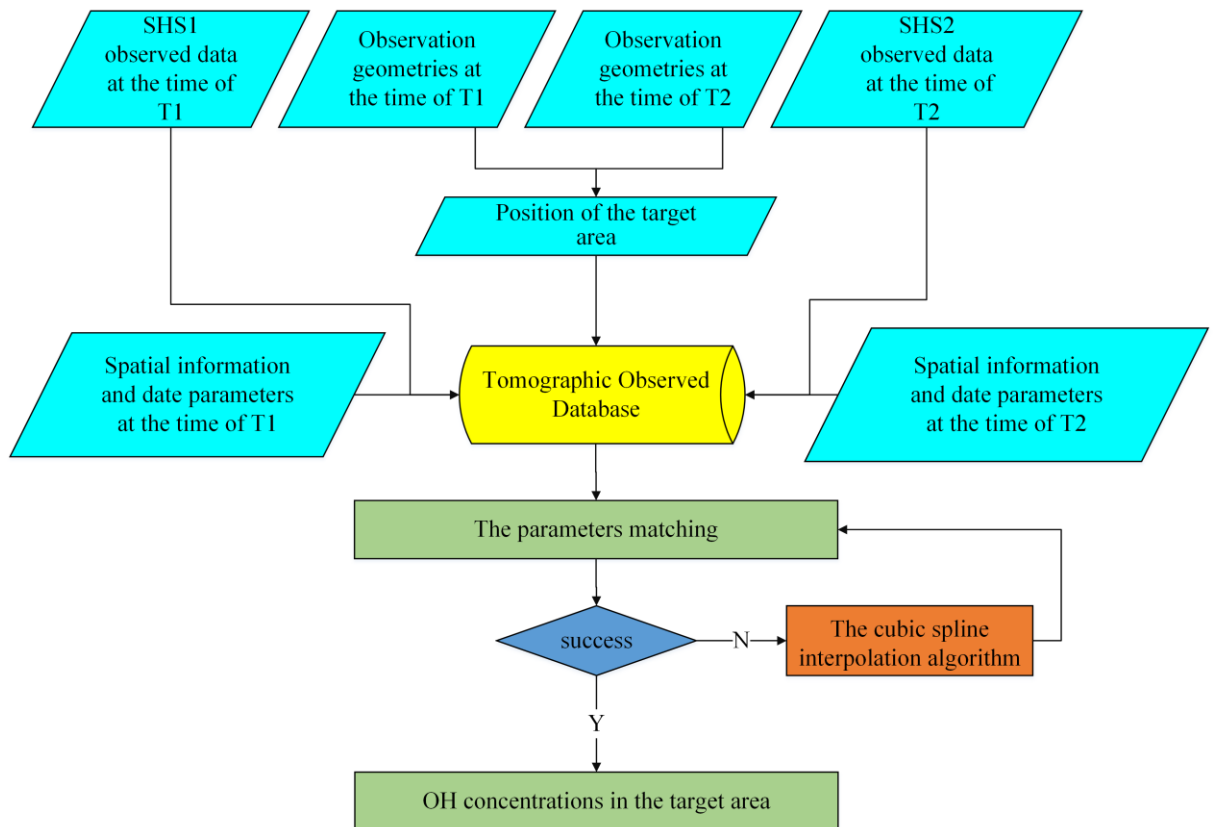 SHS1
observed data
at the time of
T1
Observation
geometries at
the time of T1
Observation
geometries at
the time of T2
SHS2
observed data
at the time of
T2
Position of the target
area
Spatial information
and date parameters
at the time of T1
Tomographic Observed
Database
Spatial information
and date parameters
at the time of T2
The parameters matching
success
N
The cubic spline
interpolation algorithm
Y
OH concentrations in the target area